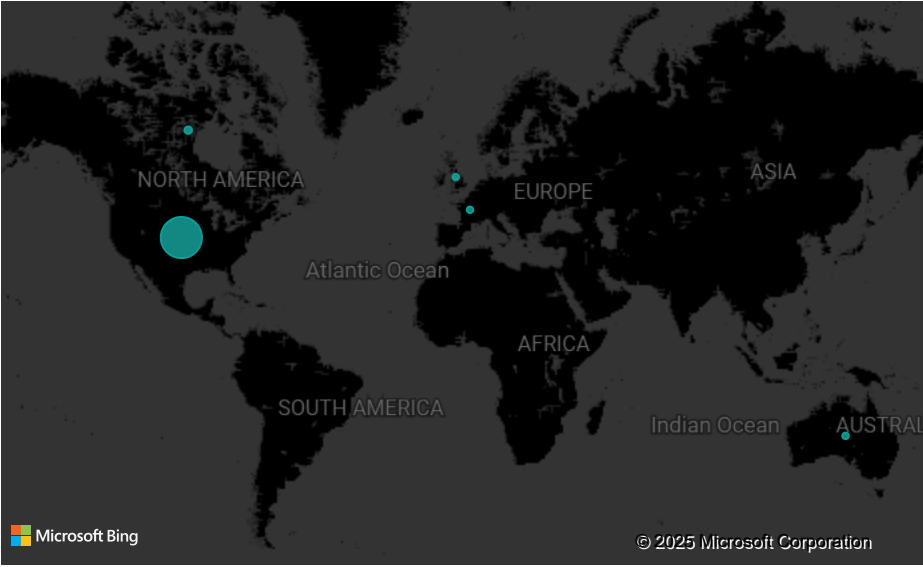 NORTH AMERICA
EUROPE
ASIA
Atlantic Ocean
AFRICA
SOUTH AMERICA
Indian Ocean
AUSTRAL
Microsoft Bing
© 2025 Microsoft Corporation